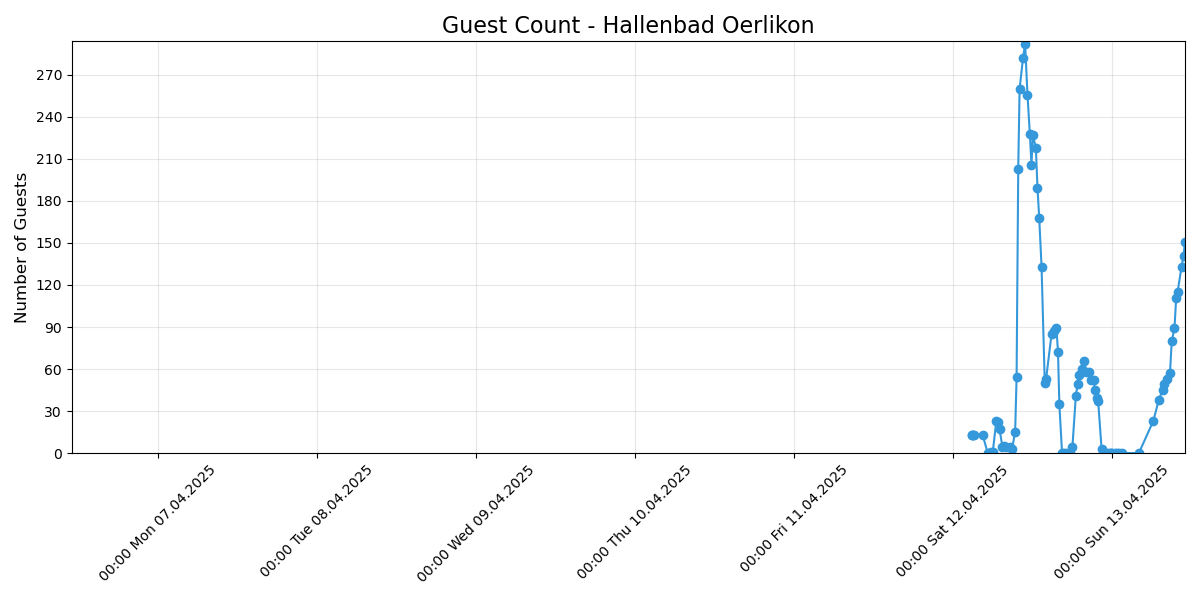 Guest Count - Hallenbad Oerlikon
Number of Guests
270
240
210
180
150
120
90
60
30
0
00:00 Mon 07.04.2025
00:00 Tue 08.04.2025
00:00 Wed 09.04.2025
00:00 Thu 10.04.2025
00:00 Fri 11.04.2025
00:00 Sat 12.04.2025
00:00 Sun 13.04.2025